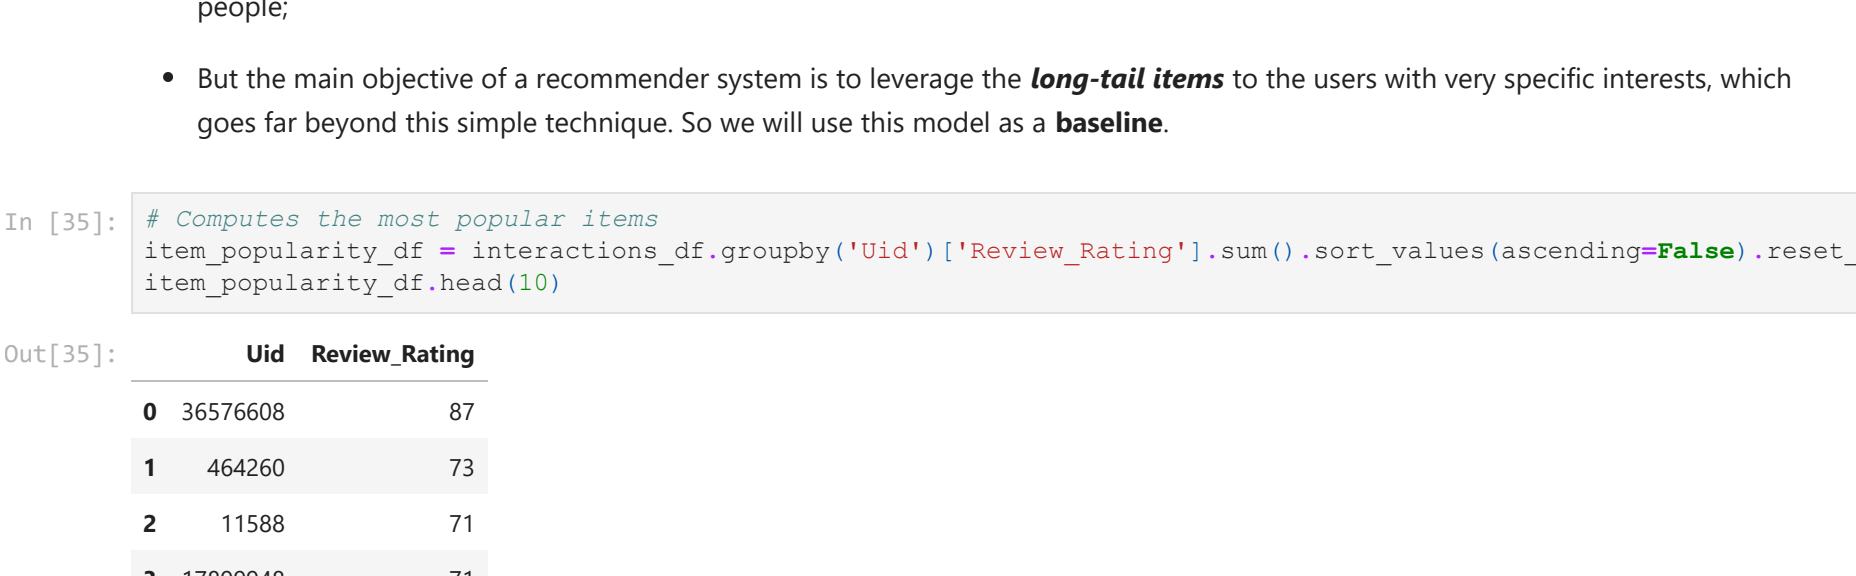 people;
• But the main objective of a recommender system is to leverage the long-tail items to the users with very specific interests, which
goes far beyond this simple technique. So we will use this model as a baseline.
In [35]:
# Computes the most popular items
item_popularity_df = interactions_df.groupby('Uid')['Review_Rating'].sum().sort_values(ascending=False).reset_
item_popularity_df.head(10)
Out[35]:
Uid Review_Rating
0 36576608 87
1 464260 73
2 11588 71